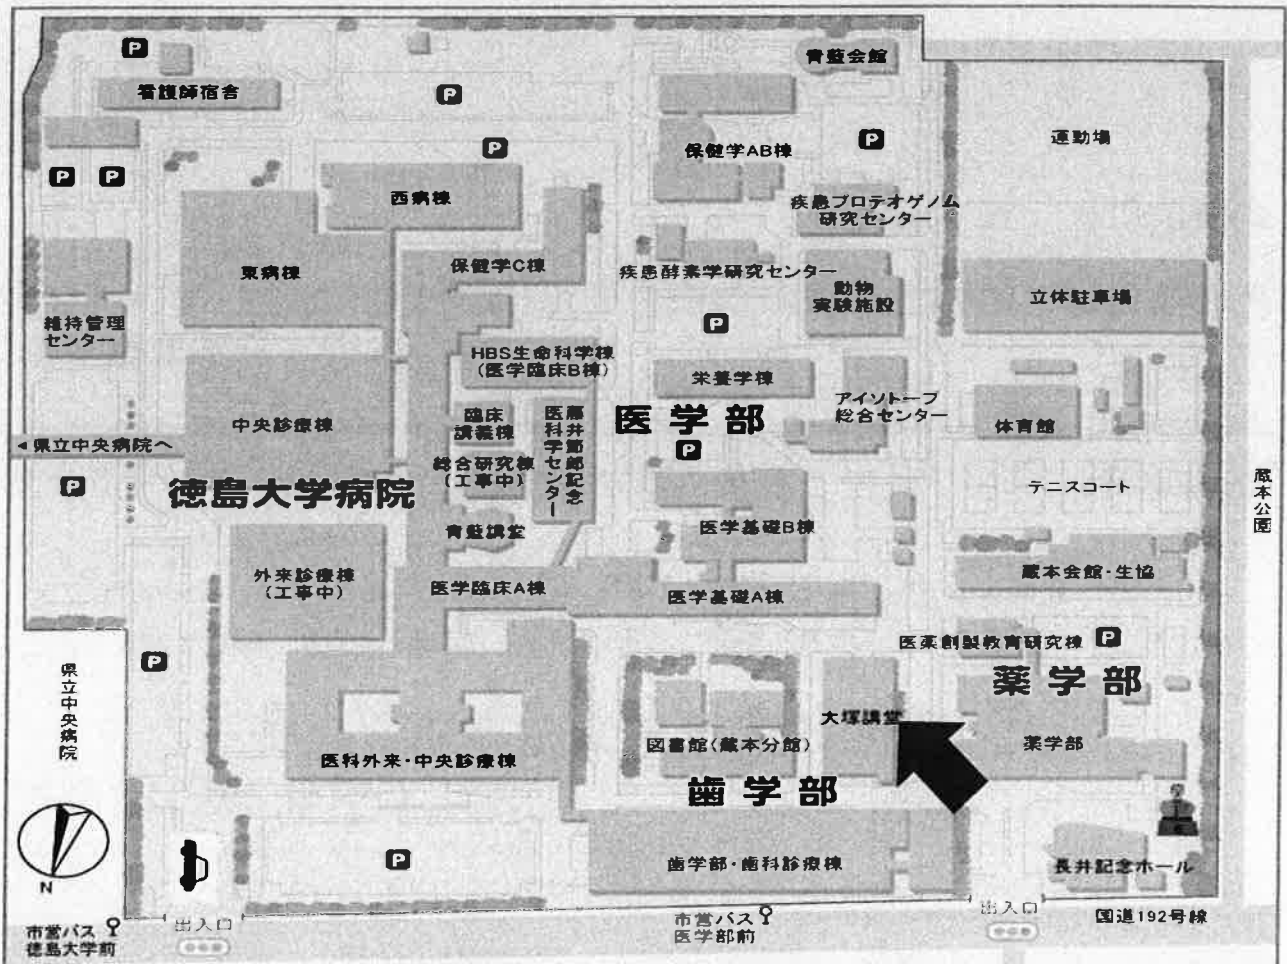 P
青藍会館
看護師宿舎
P
運動場
P
保健学AB棟
P
P
P
西病棟
疾患プロテオゲノム
研究センター
東病棟
保健学C棟
疾患酵素学研究センター
動物
実験施設
立体駐車場
維持管理
センター
P
HBS生命科学棟
(医学臨床B棟)
栄養学棟
アイソトープ
総合センター
臨床
講義棟
藤井節郎記念
医科学センター
医学部
体育館
中央診療棟
県立中央病院へ
P
総合研究棟
(工事中)
P
徳島大学病院
テニスコート
蔵本公園
青藍講堂
医学基礎B棟
外来診療棟
(工事中)
医学臨床A棟
医学基礎A棟
蔵本会館・生協
医薬創製教育研究棟
P
P
県立中央病院
薬学部
大塚講堂
図書館(蔵本分館)
薬学部
医科外来・中央診療棟
歯学部
N
P
歯学部・歯科診療棟
長井記念ホール
出入口
出入口
市営バス
徳島大学前
市営バス
医学部前
国道192号線